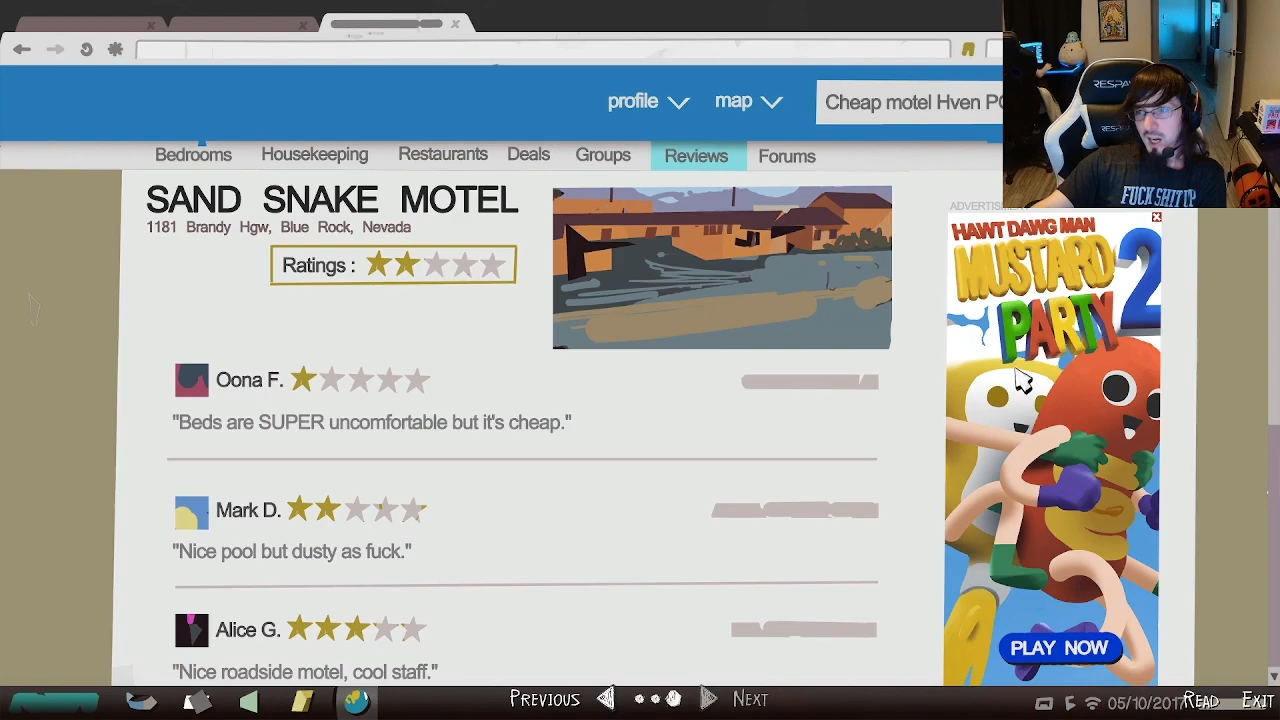 profile
map
Cheap motel Hven PO
Bedrooms
Housekeeping
Restaurants
Deals
Groups
Reviews
Forums
SAND SNAKE MOTEL
1181 Brandy Hgw, Blue Rock, Nevada
Ratings :
Oona F.
"Beds are SUPER uncomfortable but it's cheap."
Mark D.
"Nice pool but dusty as fuck."
Alice G.
"Nice roadside motel, cool staff."
HAWT DAWG MAN
MUSTARD
PARTY 2
PLAY NOW
RESPAWN
FUCK SHIT UP
PREVIOUS
NEXT
05/10/2017
READ
EXIT